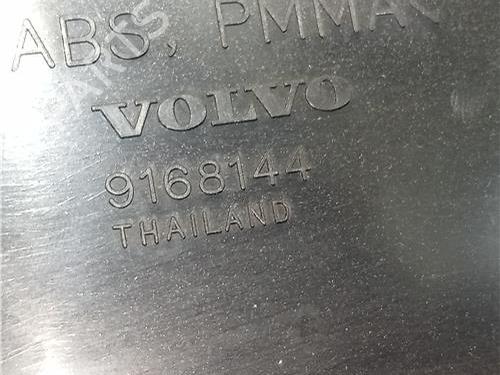 ABS, PMMA
VOLVO
9168144
THAILAND